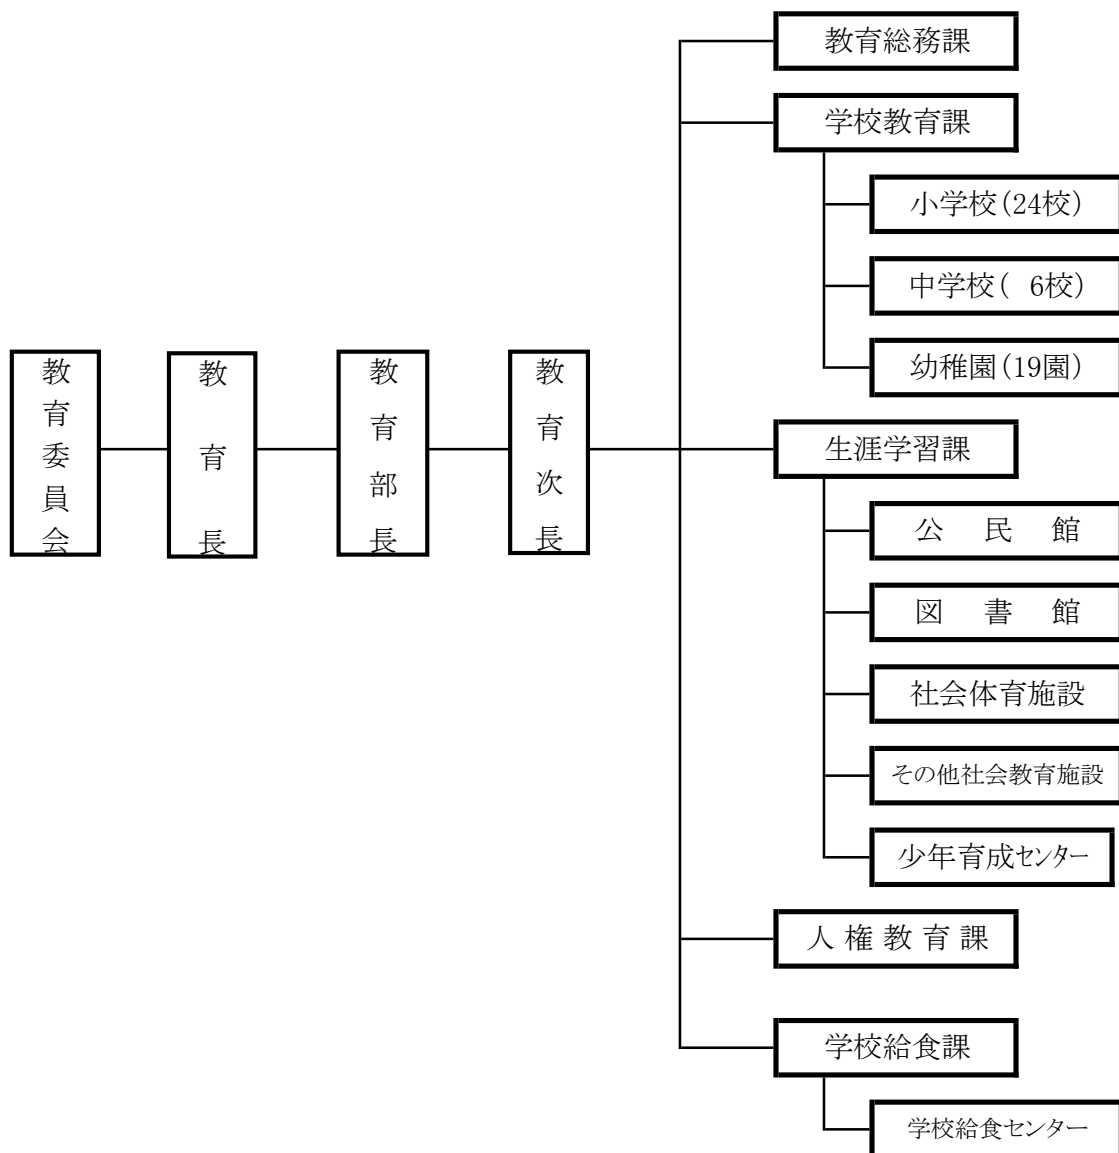 教育委員会
教育長
教育部長
教育次長
教育総務課
学校教育課
小学校(24校)
中学校( 6校)
幼稚園(19園)
生涯学習課
公 民 館
図 書 館
社会体育施設
その他社会教育施設
少年育成センター
人 権 教 育 課
学校給食課
学校給食センター